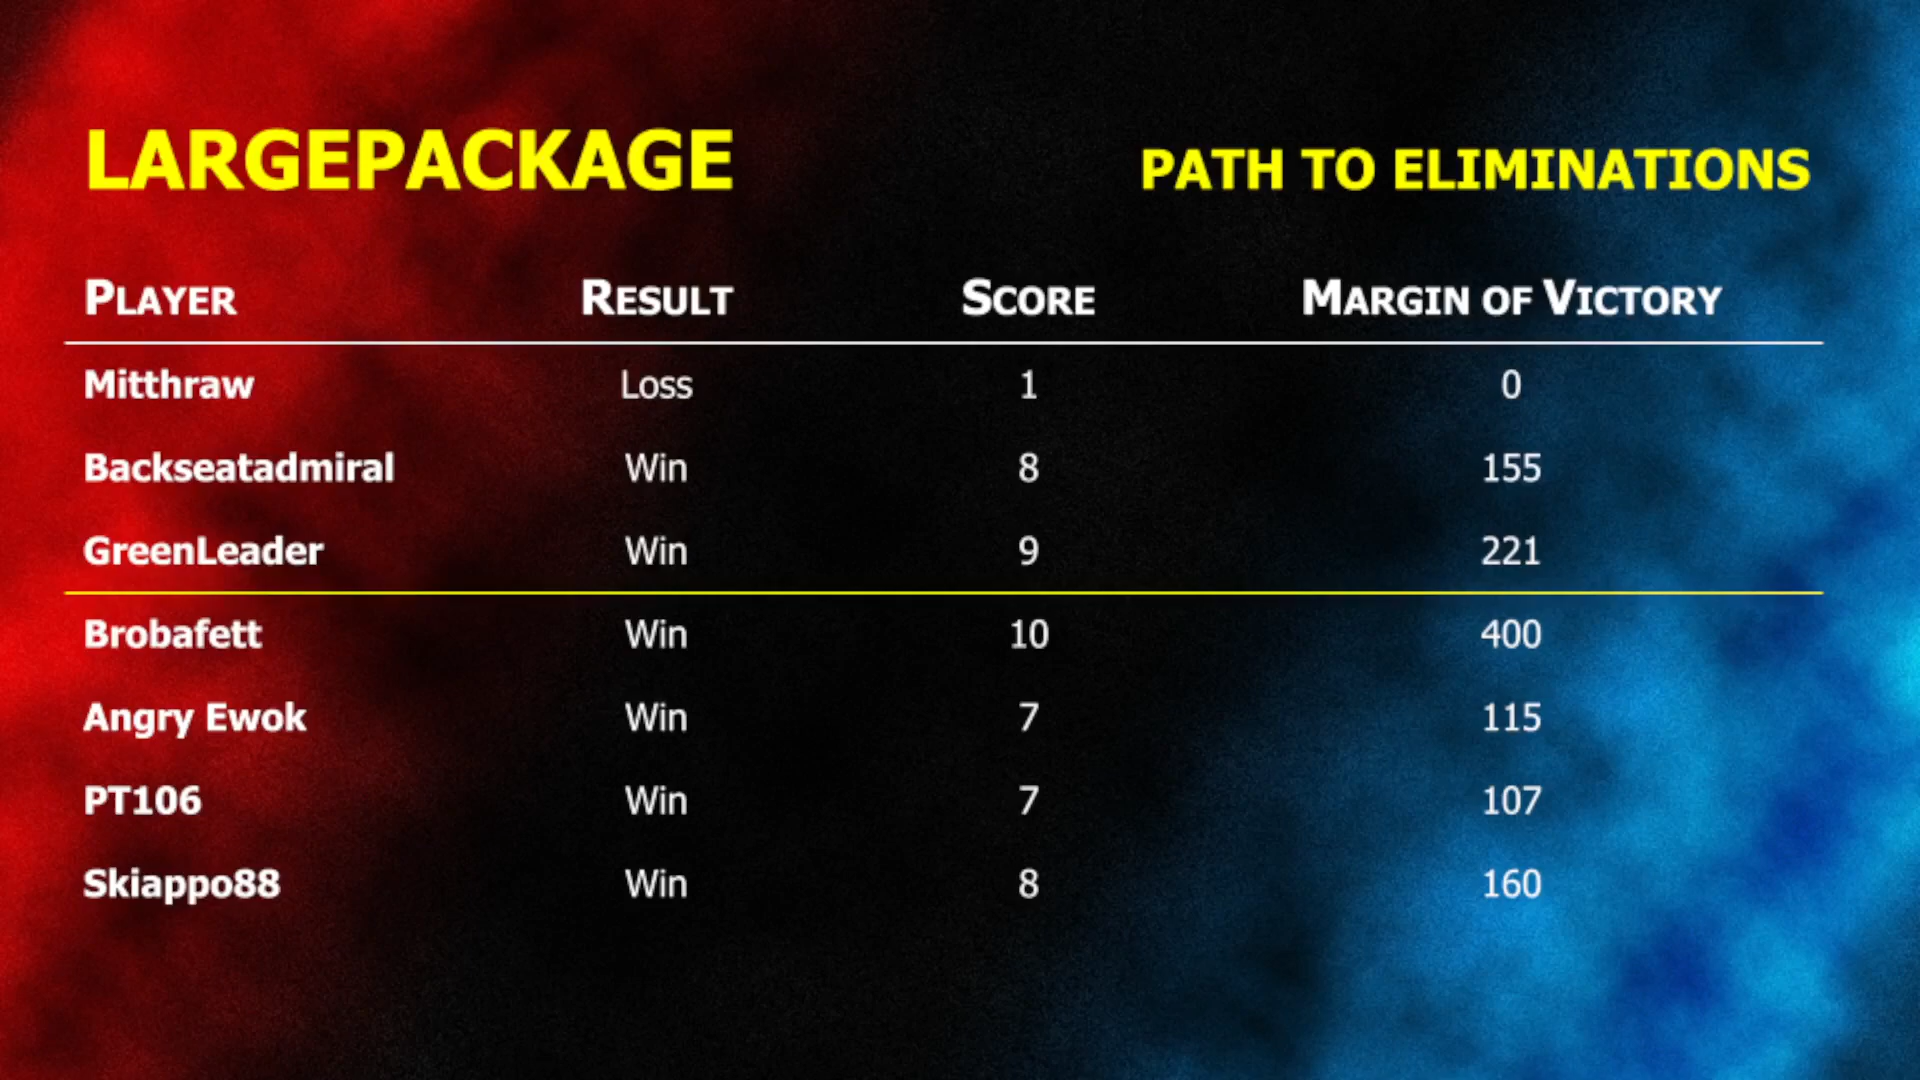 LARGEPACKAGE PATH TO ELIMINATIONS
PLAYER RESULT SCORE MARGIN OF VICTORY
Mitthraw Loss 1 0
Backseatadmiral Win 8 155
GreenLeader Win 9 221
Brobafett Win 10 400
Angry Ewok Win 7 115
PT106 Win 7 107
Skiappo88 Win 8 160